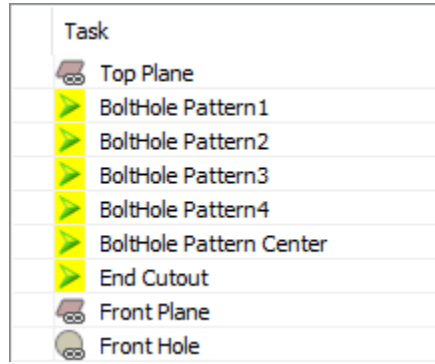 Task
Top Plane
BoltHole Pattern1
BoltHole Pattern2
BoltHole Pattern3
BoltHole Pattern4
BoltHole Pattern Center
End Cutout
Front Plane
Front Hole